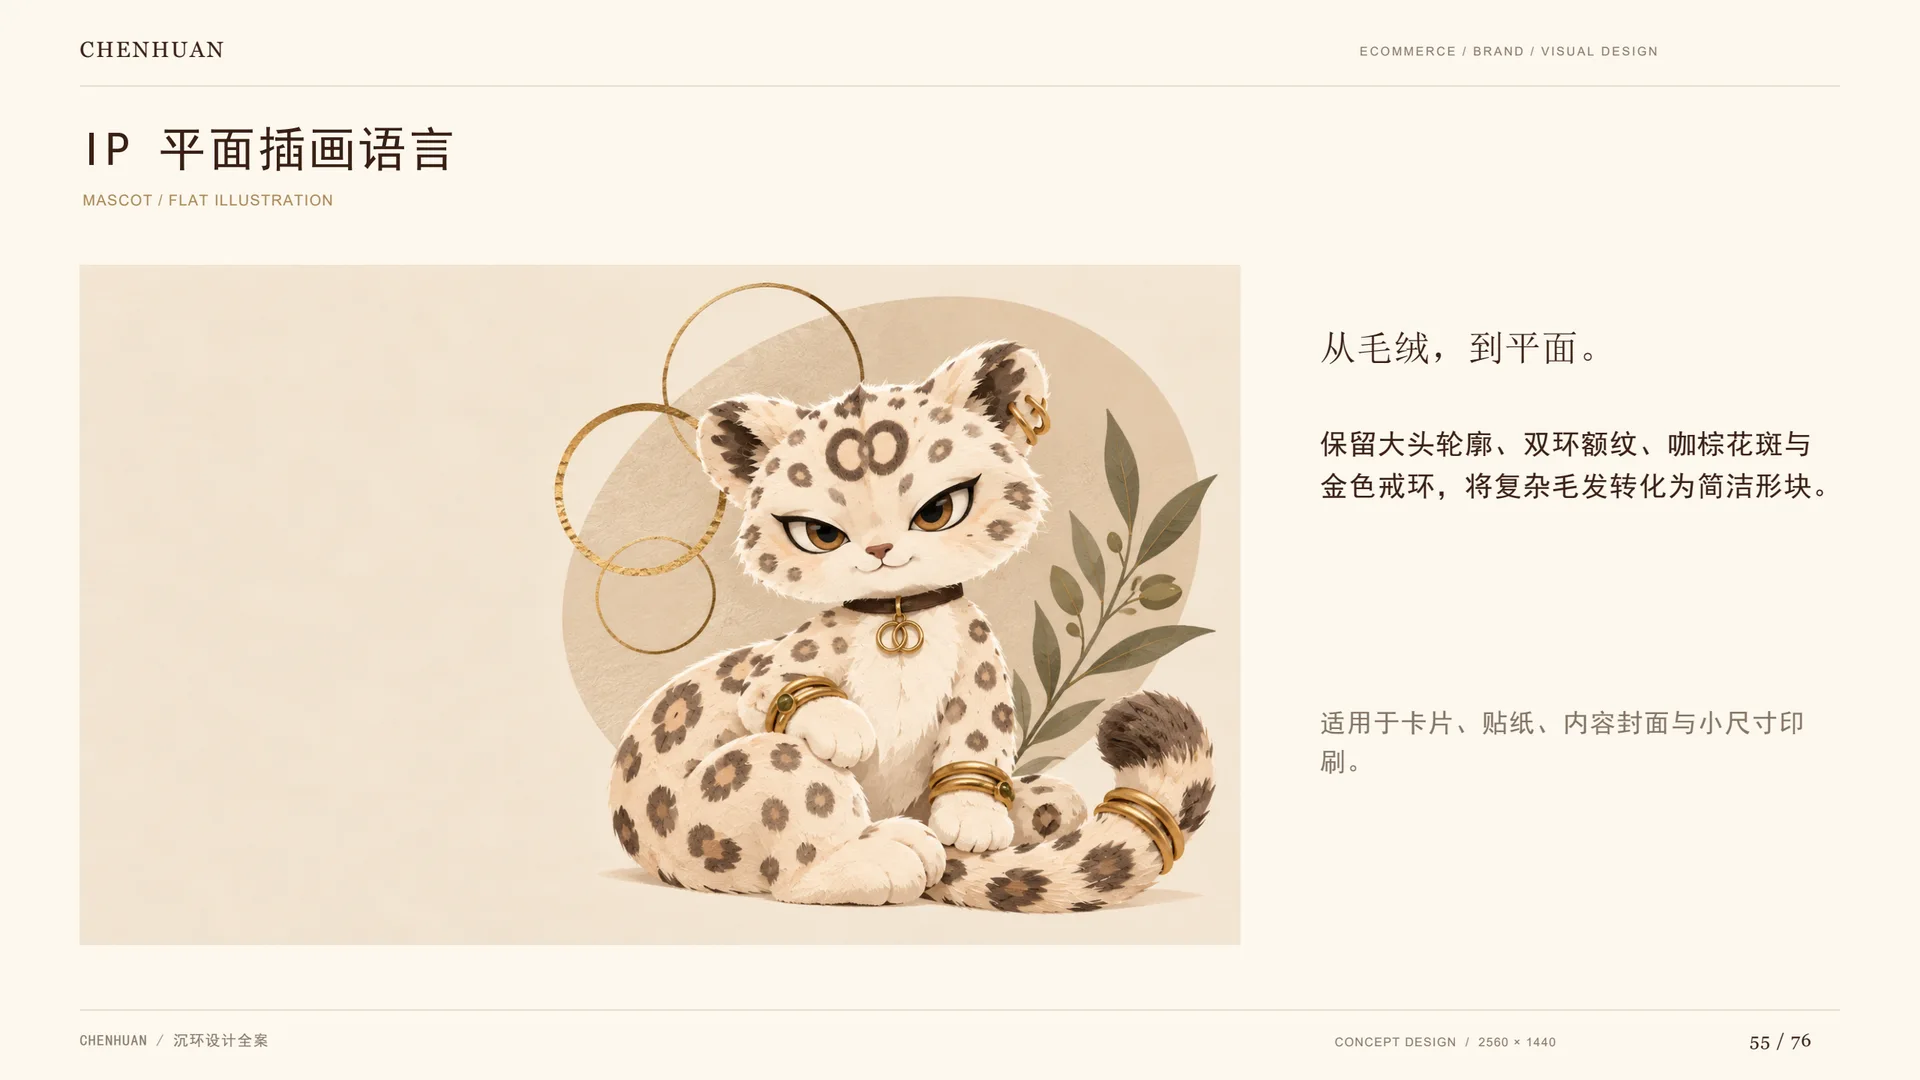 CHENHUAN
ECOMMERCE / BRAND / VISUAL DESIGN
IP 平面插画语言
MASCOT / FLAT ILLUSTRATION
从毛绒，到平面。
保留大头轮廓、双环额纹、咖棕花斑与
金色戒环，将复杂毛发转化为简洁形块。
适用于卡片、贴纸、内容封面与小尺寸印
刷。
CHENHUAN / 沉环设计全案
CONCEPT DESIGN / 2560 × 1440
55 / 76